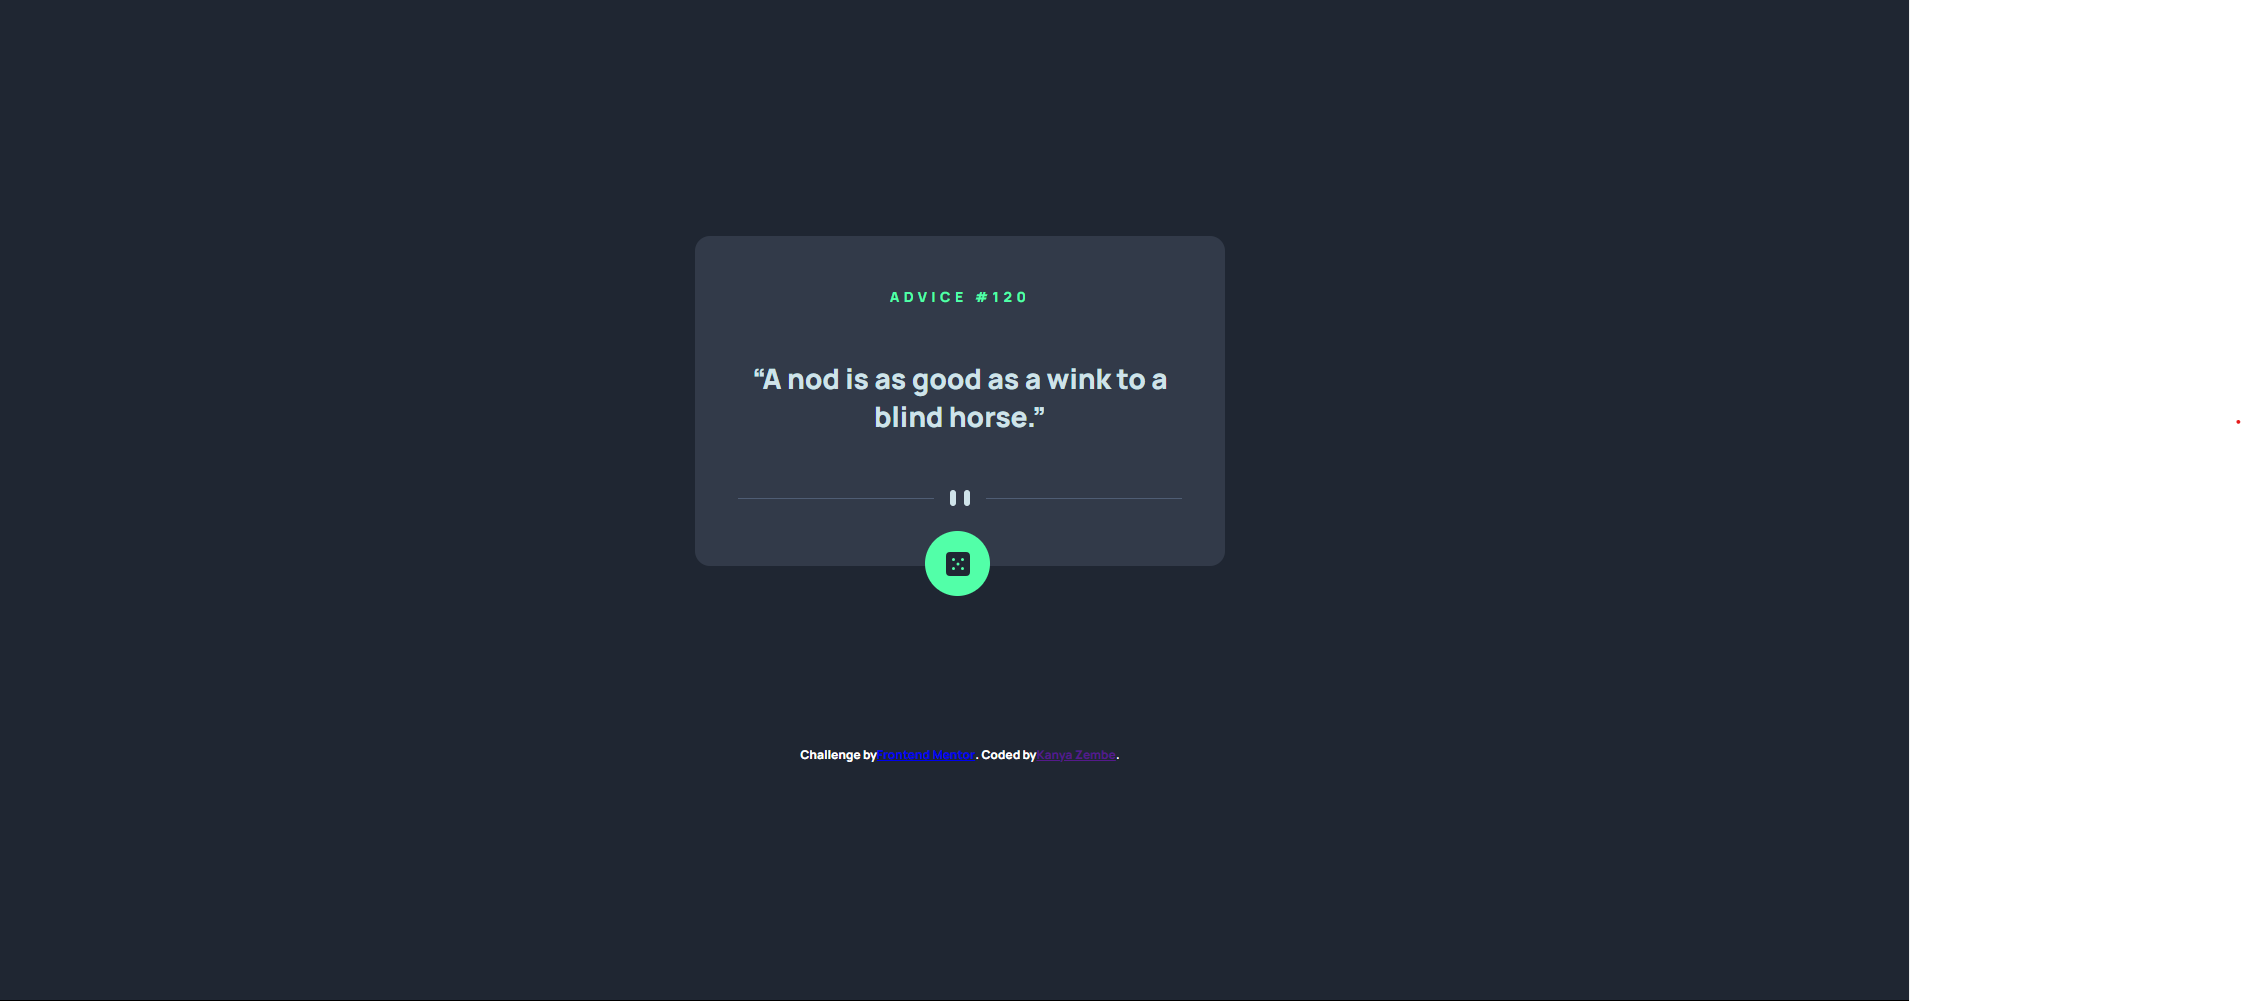 ADVICE #120
“A nod is as good as a wink to a
blind horse.”
Challenge by Frontend Mentor. Coded by Kanya Zembe.